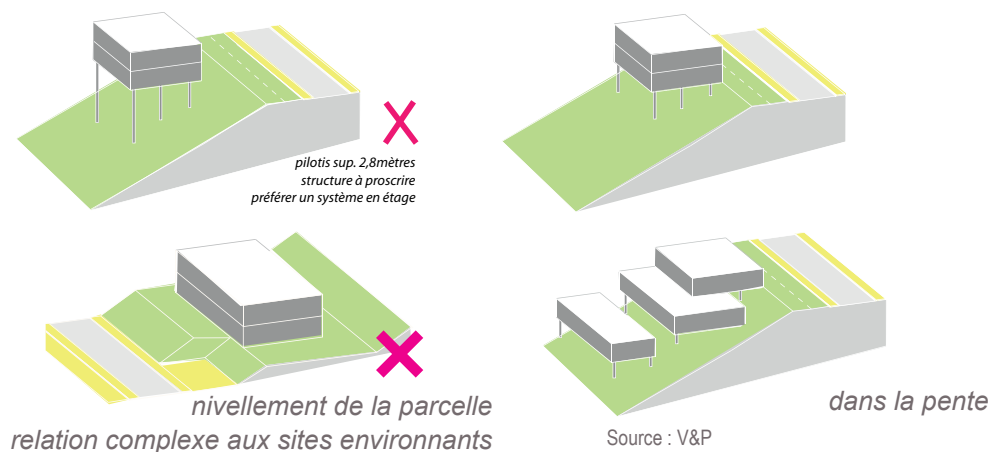 pilotis sup. 2,8mètres
structure à proscrire
préférer un système en étage
nivellement de la parcelle
relation complexe aux sites environnants
dans la pente
Source : V&P